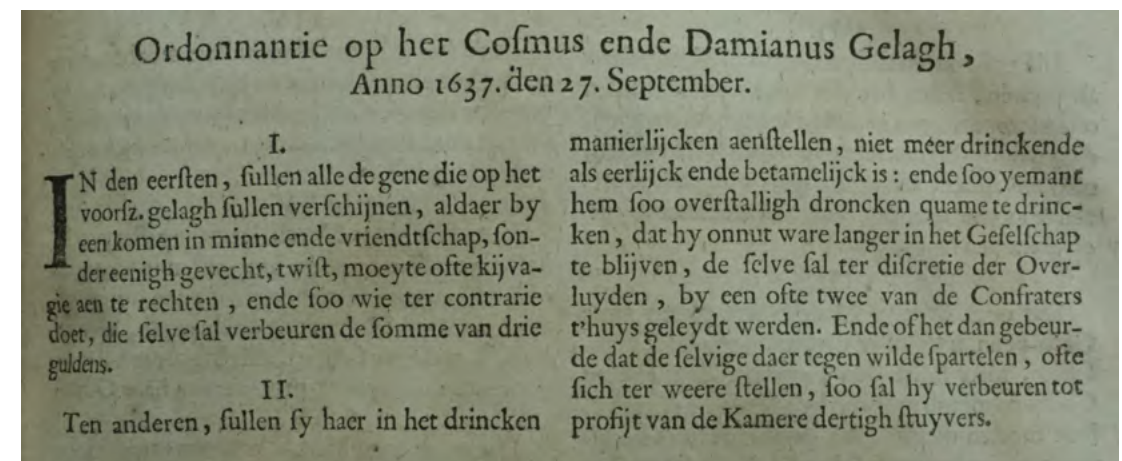 Ordonnantie op het Coſmus ende Damianus Gelagh,
Anno 1637. den 27. September.
I.
IN den eerſten, ſullen alle de gene die op het
voorſz. gelagh ſullen verſchijnen, aldaer by
een komen in minne ende vriendtſchap, ſon-
der eenigh gevecht, twiſt, moeyte ofte kijva-
gie aen te rechten, ende ſoo wie ter contrarie
doet, die ſelve ſal verbeuren de ſomme van drie
guldens.
II.
Ten anderen, ſullen ſy haer in het drincken
manierlijcken aenſtellen, niet meer drinckende
als eerlijck ende betamelijck is: ende ſoo yemant
hem ſoo overſtalligh droncken quame te drinc-
ken, dat hy onnut ware langer in het Geſelſchap
te blijven, de ſelve ſal ter diſcretie der Over-
luyden, by een ofte twee van de Confraters
t'huys geleydt werden. Ende of het dan gebeur-
de dat de ſelvige daer tegen wilde ſpartelen, ofte
ſich ter weere ſtellen, ſoo ſal hy verbeuren tot
profijt van de Kamere dertigh ſtuyvers.